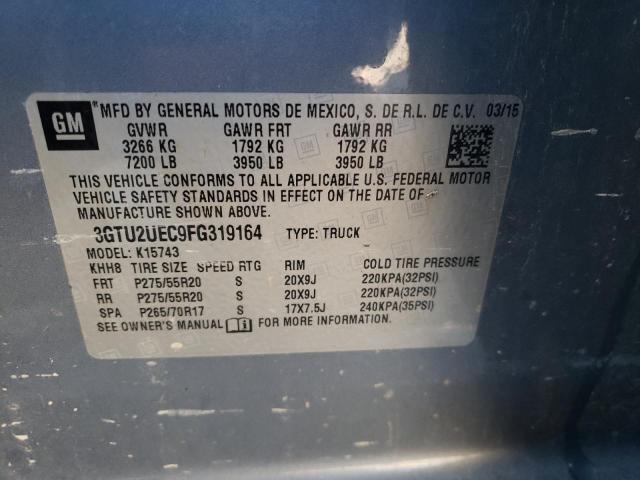 GM ® MFD BY GENERAL MOTORS DE MEXICO, S. DE R.L. DE C.V. 03/15
GVWR GAWR FRT GAWR RR
3266 KG 1792 KG 1792 KG
7200 LB 3950 LB 3950 LB
THIS VEHICLE CONFORMS TO ALL APPLICABLE U.S. FEDERAL MOTOR
VEHICLE SAFETY STANDARDS IN EFFECT ON THE DATE OF
MANUFACTURE SHOWN ABOVE.
3GTU2UEC9FG319164 TYPE: TRUCK
MODEL: K15743
KHH8 TIRE SIZE SPEED RTG RIM COLD TIRE PRESSURE
FRT P275/55R20 S 20X9J 220KPA(32PSI)
RR P275/55R20 S 20X9J 220KPA(32PSI)
SPA P265/70R17 S 17X7.5J 240KPA(35PSI)
SEE OWNER'S MANUAL FOR MORE INFORMATION.